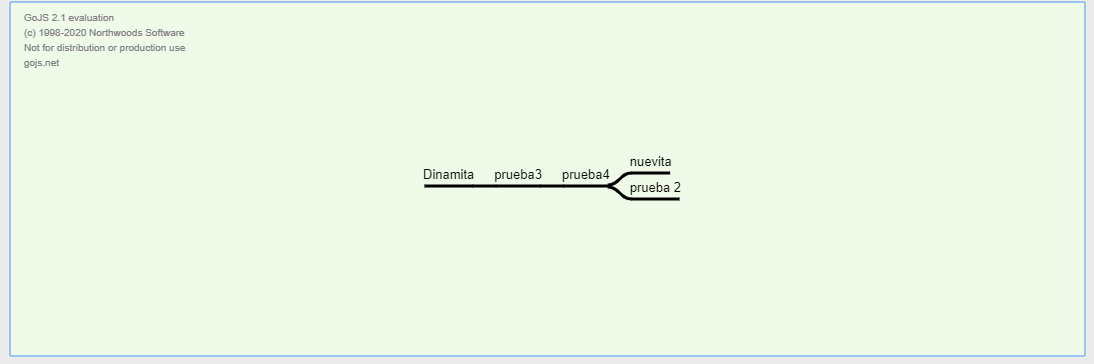 GoJS 2.1 evaluation
(c) 1998-2020 Northwoods Software
Not for distribution or production use
gojs.net
nuevita
Dinamita prueba3 prueba4
prueba 2